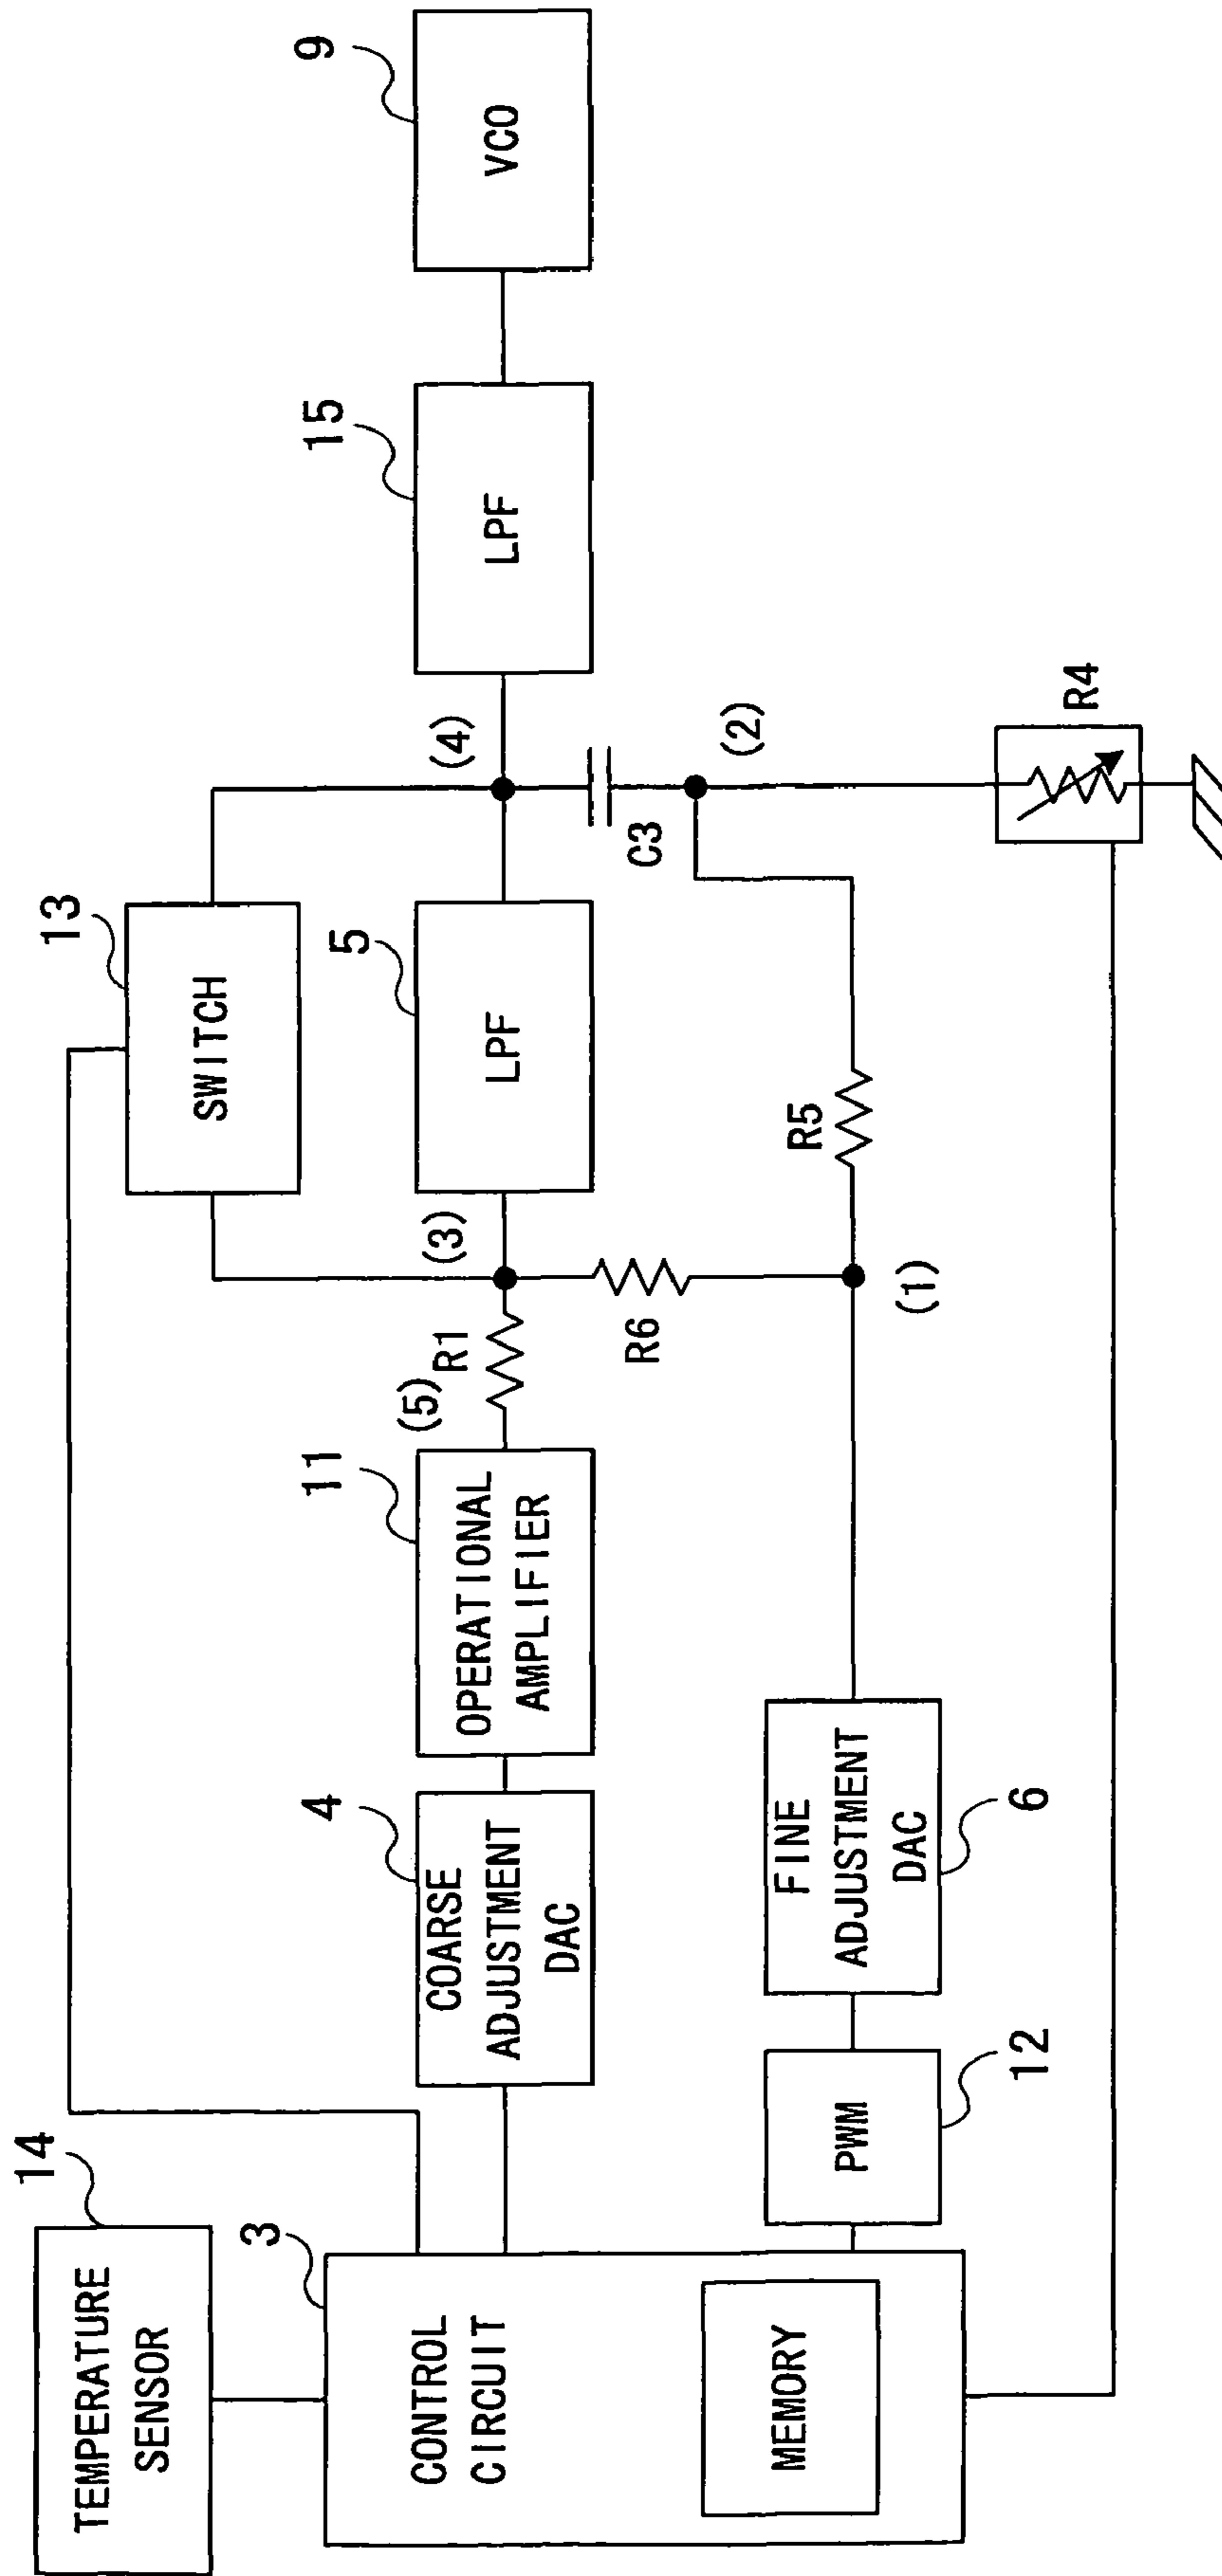 14
TEMPERATURE
SENSOR
3
CONTROL
CIRCUIT
MEMORY
13
SWITCH
4
COARSE
ADJUSTMENT
DAC
11
OPERATIONAL
AMPLIFIER
(5)
R1
(3)
5
LPF
(4)
15
LPF
9
VCO
R6
C3
(2)
12
PWM
6
FINE
ADJUSTMENT
DAC
(1)
R5
R4